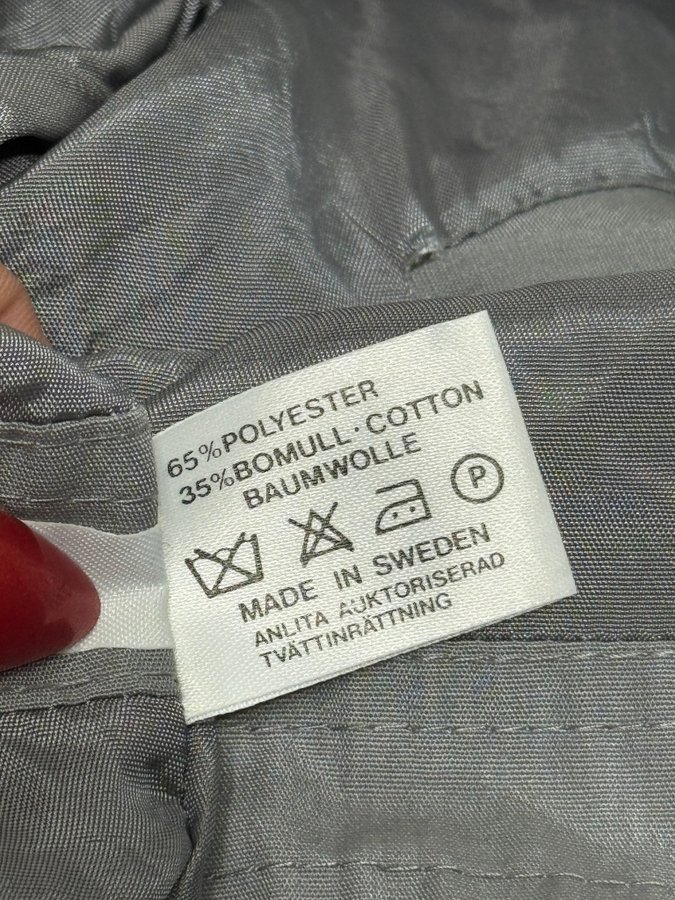 65%POLYESTER
35%BOMULL·COTTON
BAUMWOLLE
P
MADE IN SWEDEN
ANLITA AUKTORISERAD
TVÄTTINRÄTTNING